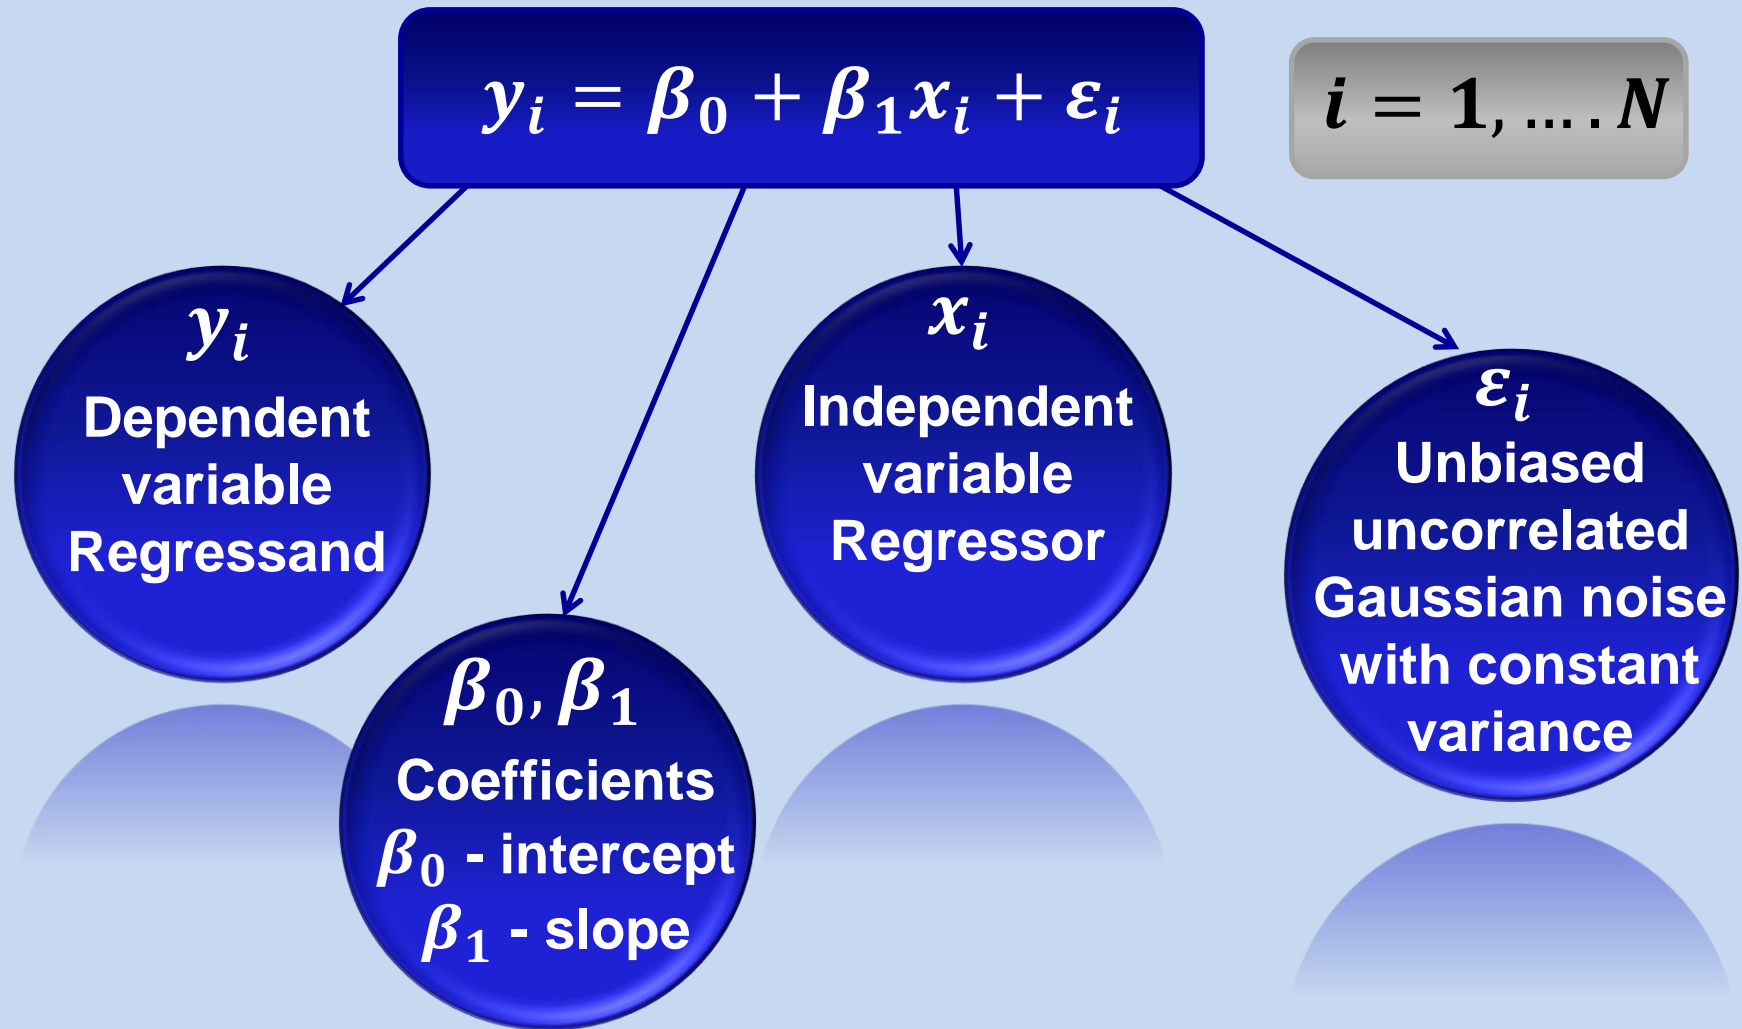 yᵢ = β₀ + β₁xᵢ + εᵢ
i = 1, … . N
yᵢ
Dependent
variable
Regressand
β₀, β₁
Coefficients
β₀ - intercept
β₁ - slope
xᵢ
Independent
variable
Regressor
εᵢ
Unbiased
uncorrelated
Gaussian noise
with constant
variance